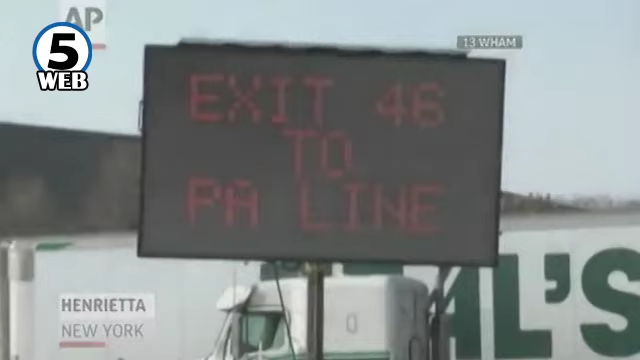 AP
5
WEB
13 WHAM
EXIT 46
TO
PA LINE
AL'S
HENRIETTA
NEW YORK